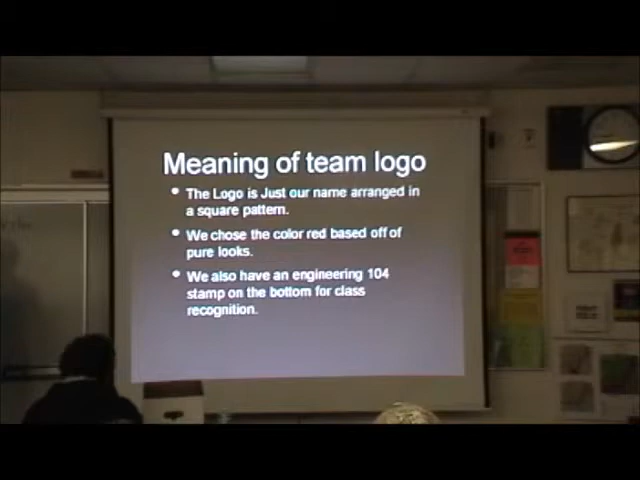 Meaning of team logo
• The Logo is Just our name arranged in
a square pattern.
• We chose the color red based off of
pure looks.
• We also have an engineering 104
stamp on the bottom for class
recognition.